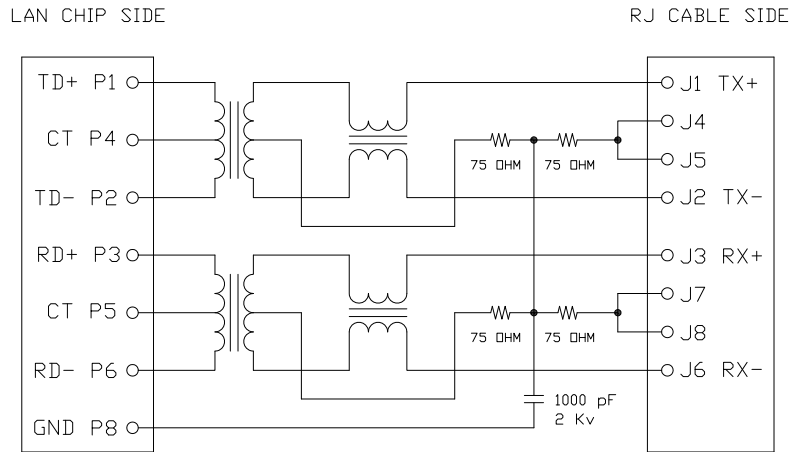 LAN CHIP SIDE
RJ CABLE SIDE
TD+ P1
J1 TX+
J4
CT P4
75 OHM
75 OHM
J5
TD- P2
J2 TX-
RD+ P3
J3 RX+
J7
CT P5
75 OHM
75 OHM
J8
RD- P6
J6 RX-
1000 pF
2 Kv
GND P8